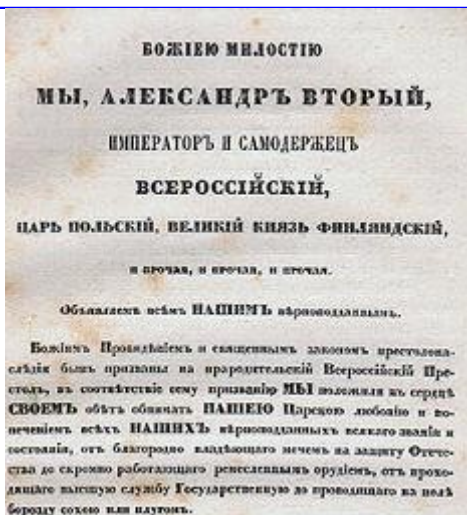 БОЖІЕЮ МИЛОСТІЮ
МЫ, АЛЕКСАНДРЪ ВТОРЫЙ,
ИМПЕРАТОРЪ И САМОДЕРЖЕЦЪ
ВСЕРОССІЙСКІЙ,
ЦАРЬ ПОЛЬСКІЙ, ВЕЛИКІЙ КНЯЗЬ ФИНЛЯНДСКІЙ,
и прочая, и прочая, и прочая.
Объявляемъ всѣмъ НАШИМЪ вѣрноподданнымъ.
Божіимъ Провидѣніемъ и священнымъ закономъ престолона-
слѣдія бывъ призваны на прародительскій Всероссійскій Пре-
столъ, въ соотвѣтствіе сему призванію МЫ положили въ сердцѣ
СВОЕМЪ обѣтъ обнимать НАШЕЮ Царскою любовію и по-
печеніемъ всѣхъ НАШИХЪ вѣрноподданныхъ всякаго званія и
состоянія, отъ благородно владѣющаго мечемъ на защиту Отече-
ства до скромно работающаго ремесленнымъ орудіемъ, отъ прохо-
дящаго высшую службу Государственную до проводящаго на полѣ
борозду сохою или плугомъ.